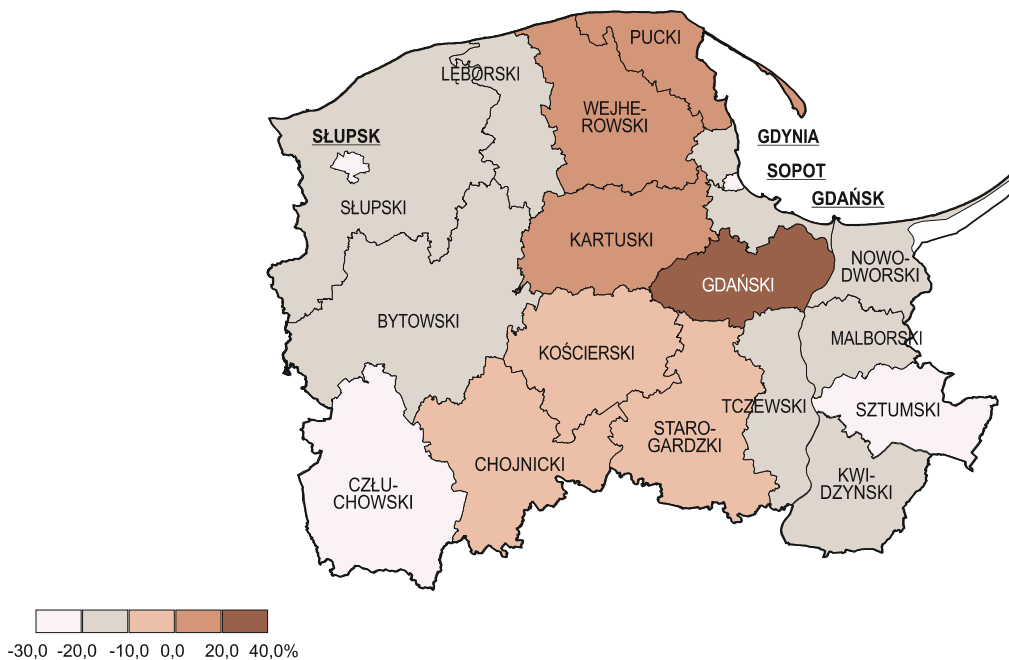 PUCKI
LĘBORSKI
WEJHE-
ROWSKI
SŁUPSK
GDYNIA
SOPOT
GDAŃSK
SŁUPSKI
KARTUSKI
NOWO-
DWORSKI
GDAŃSKI
BYTOWSKI
MALBORSKI
KOŚCIERSKI
TCZEWSKI
SZTUMSKI
STARO-
GARDZKI
CHOJNICKI
CZŁU-
CHOWSKI
KWI-
DZYŃSKI
-30,0 -20,0 -10,0 0,0 20,0 40,0%